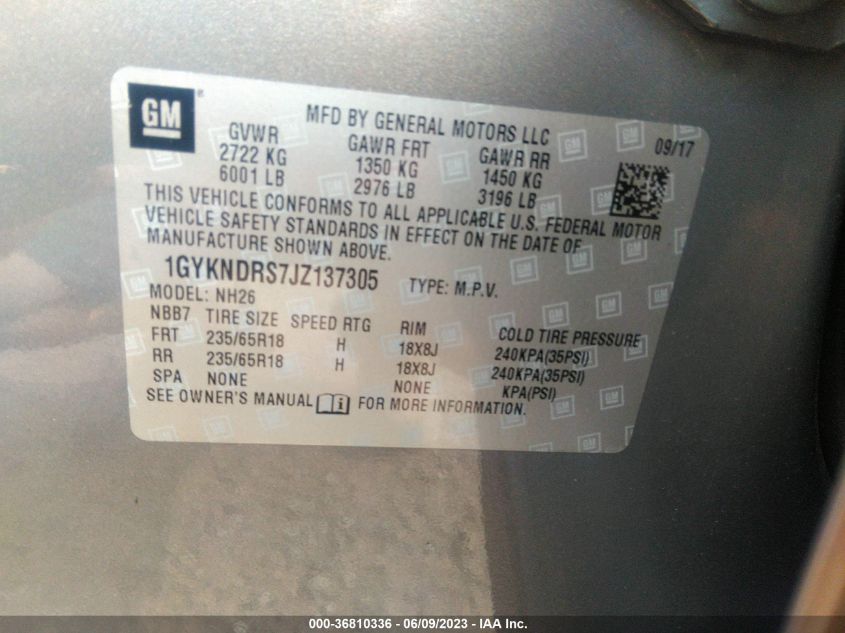 GM
®
MFD BY GENERAL MOTORS LLC
09/17
GVWR GAWR FRT GAWR RR
2722 KG 1350 KG 1450 KG
6001 LB 2976 LB 3196 LB
THIS VEHICLE CONFORMS TO ALL APPLICABLE U.S. FEDERAL MOTOR
VEHICLE SAFETY STANDARDS IN EFFECT ON THE DATE OF
MANUFACTURE SHOWN ABOVE.
1GYKNDRS7JZ137305 TYPE: M.P.V.
MODEL: NH26
NBB7 TIRE SIZE SPEED RTG RIM COLD TIRE PRESSURE
FRT 235/65R18 H 18X8J 240KPA(35PSI)
RR 235/65R18 H 18X8J 240KPA(35PSI)
SPA NONE NONE KPA(PSI)
SEE OWNER'S MANUAL i FOR MORE INFORMATION.
000-36810336 - 06/09/2023 - IAA Inc.